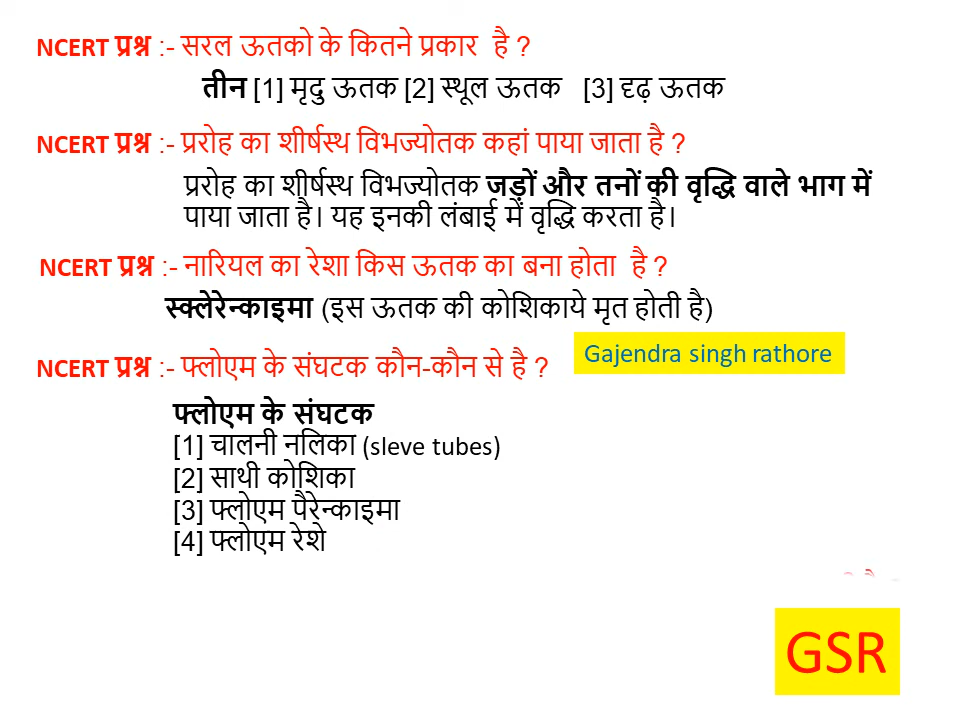 NCERT प्रश्न :- सरल ऊतको के कितने प्रकार है ?
तीन [1] मृदु ऊतक [2] स्थूल ऊतक [3] दृढ़ ऊतक
NCERT प्रश्न :- प्ररोह का शीर्षस्थ विभज्योतक कहां पाया जाता है ?
प्ररोह का शीर्षस्थ विभज्योतक जड़ों और तनों की वृद्धि वाले भाग में
पाया जाता है। यह इनकी लंबाई में वृद्धि करता है।
NCERT प्रश्न :- नारियल का रेशा किस ऊतक का बना होता है ?
स्क्लेरेन्काइमा (इस ऊतक की कोशिकाये मृत होती है)
NCERT प्रश्न :- फ्लोएम के संघटक कौन-कौन से है ?
Gajendra singh rathore
फ्लोएम के संघटक
[1] चालनी नलिका (sleve tubes)
[2] साथी कोशिका
[3] फ्लोएम पैरेन्काइमा
[4] फ्लोएम रेशे
GSR